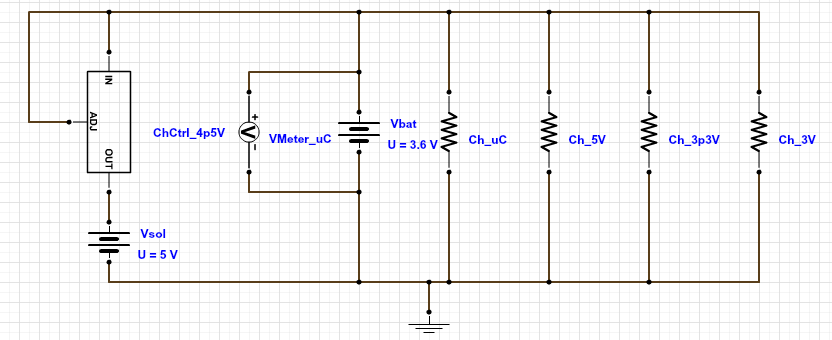 IN
ADJ
OUT
ChCtrl_4p5V
Vsol
U = 5 V
+
V
VMeter_uC
Vbat
U = 3.6 V
Ch_uC
Ch_5V
Ch_3p3V
Ch_3V